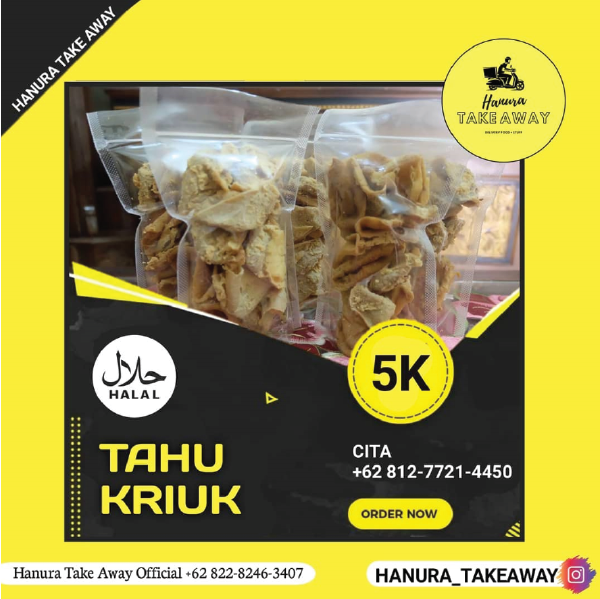 HANURA TAKE AWAY
Hanura
TAKE AWAY
حلال
HALAL
5K
TAHU
KRIUK
CITA
+62 812-7721-4450
ORDER NOW
Hanura Take Away Official +62 822-8246-3407
HANURA_TAKEAWAY